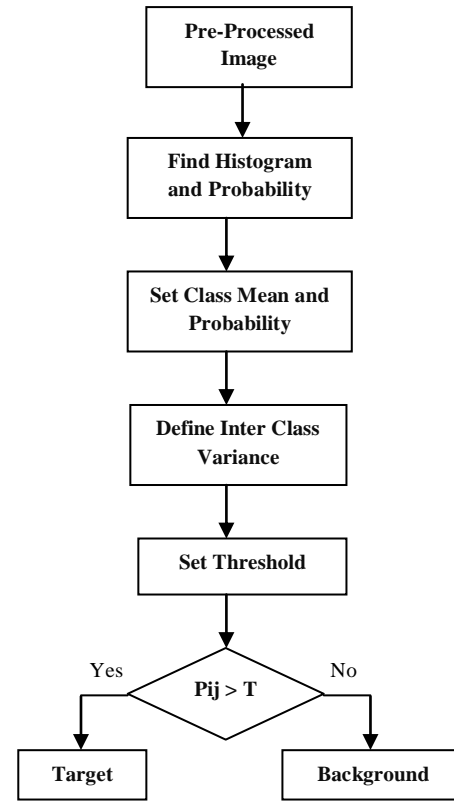 Pre-Processed
Image
Find Histogram
and Probability
Set Class Mean and
Probability
Define Inter Class
Variance
Set Threshold
Yes
No
Pij > T
Target
Background